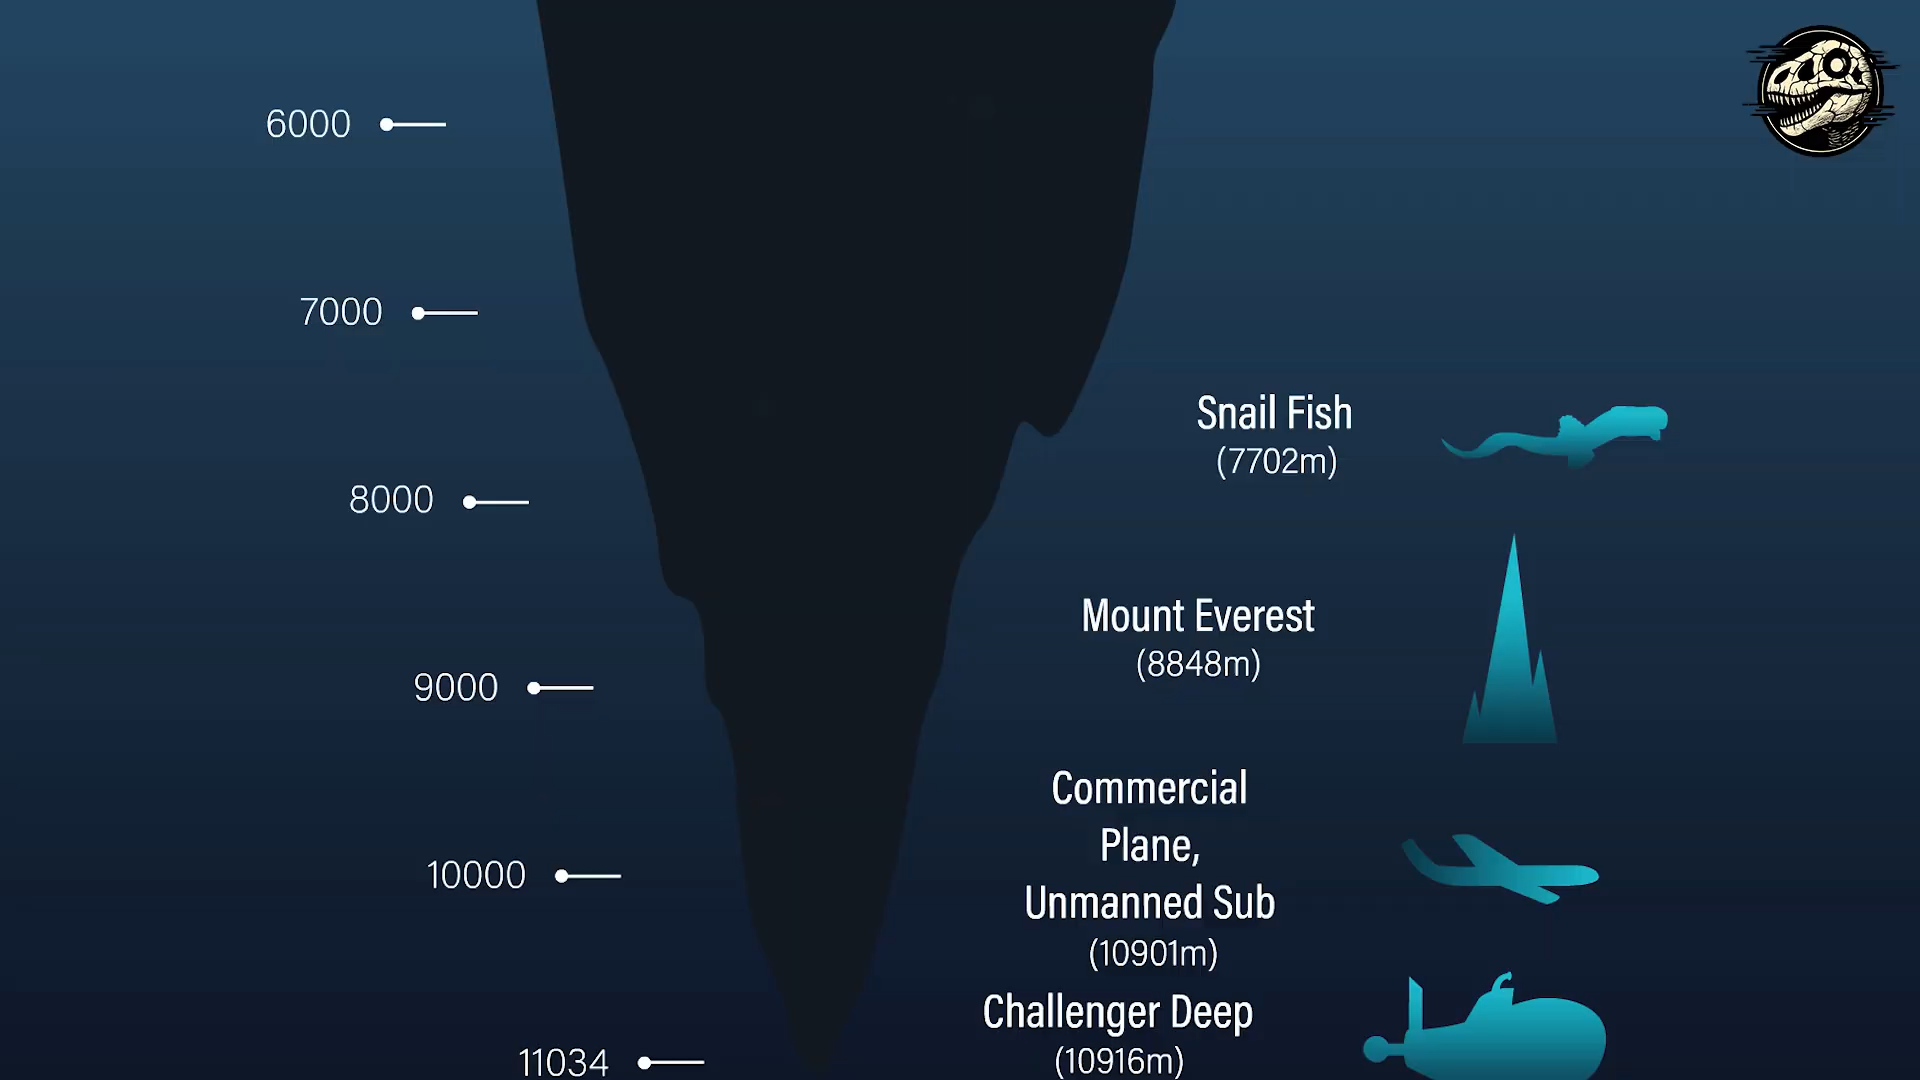 6000
7000
Snail Fish
(7702m)
8000
Mount Everest
(8848m)
9000
Commercial
Plane,
10000
Unmanned Sub
(10901m)
Challenger Deep
(10916m)
11034